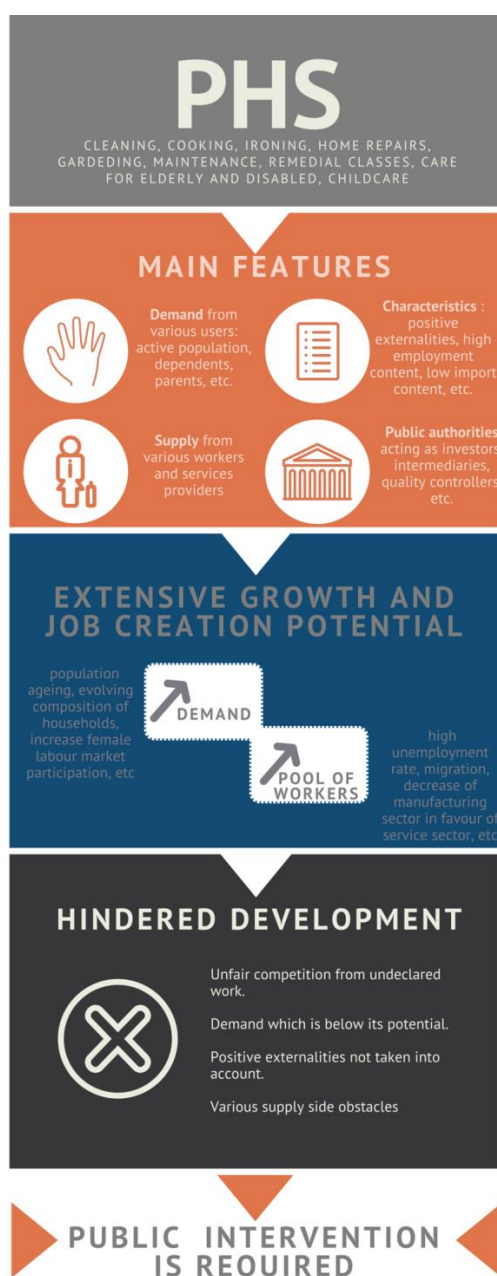 PHS
CLEANING, COOKING, IRONING, HOME REPAIRS,
GARDEDING, MAINTENANCE, REMEDIAL CLASSES, CARE
FOR ELDERLY AND DISABLED, CHILDCARE
MAIN FEATURES
Demand from
various users:
active population,
dependents,
parents, etc.
Characteristics :
positive
externalities, high
employment
content, low import
content, etc.
Supply from
various workers
and services
providers
Public authorities
acting as investors
intermediaries,
quality controllers
etc.
EXTENSIVE GROWTH AND
JOB CREATION POTENTIAL
population
ageing, evolving
composition of
households,
increase female
labour market
participation, etc
DEMAND
POOL OF
WORKERS
high
unemployment
rate, migration,
decrease of
manufacturing
sector in favour of
service sector, etc
HINDERED DEVELOPMENT
Unfair competition from undeclared
work.
Demand which is below its potential.
Positive externalities not taken into
account.
Various supply side obstacles
PUBLIC INTERVENTION
IS REQUIRED